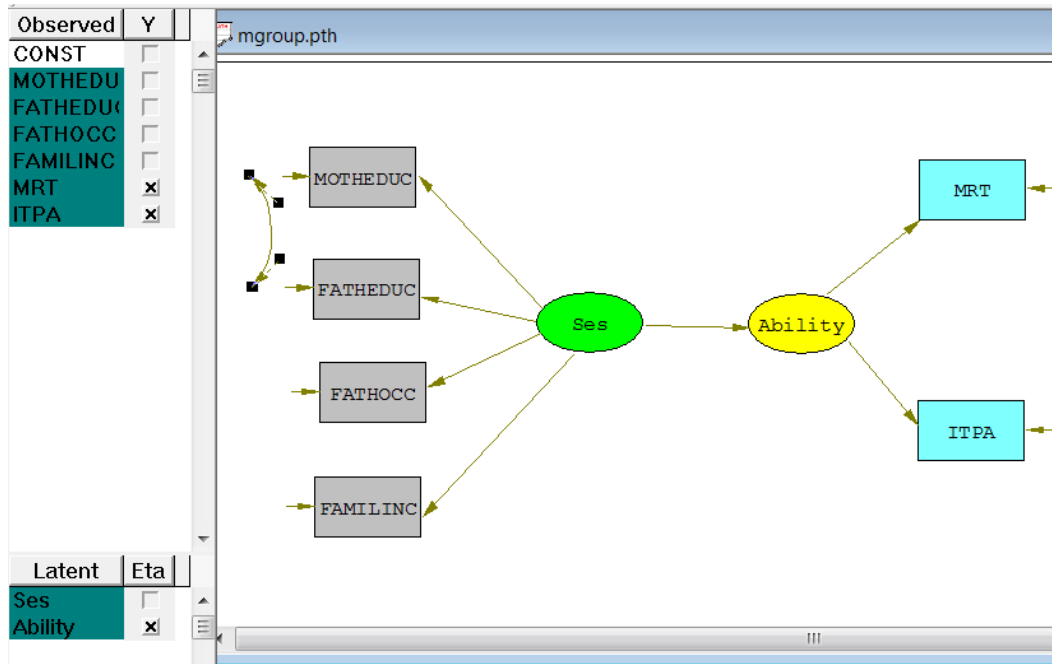 Observed Y
CONST
MOTHEDU
FATHEDU(
FATHOCC
FAMILINC
MRT
ITPA
Latent Eta
Ses
Ability
mgroup.pth
MOTHEDUC
FATHEDUC
FATHOCC
FAMILINC
Ses
Ability
MRT
ITPA